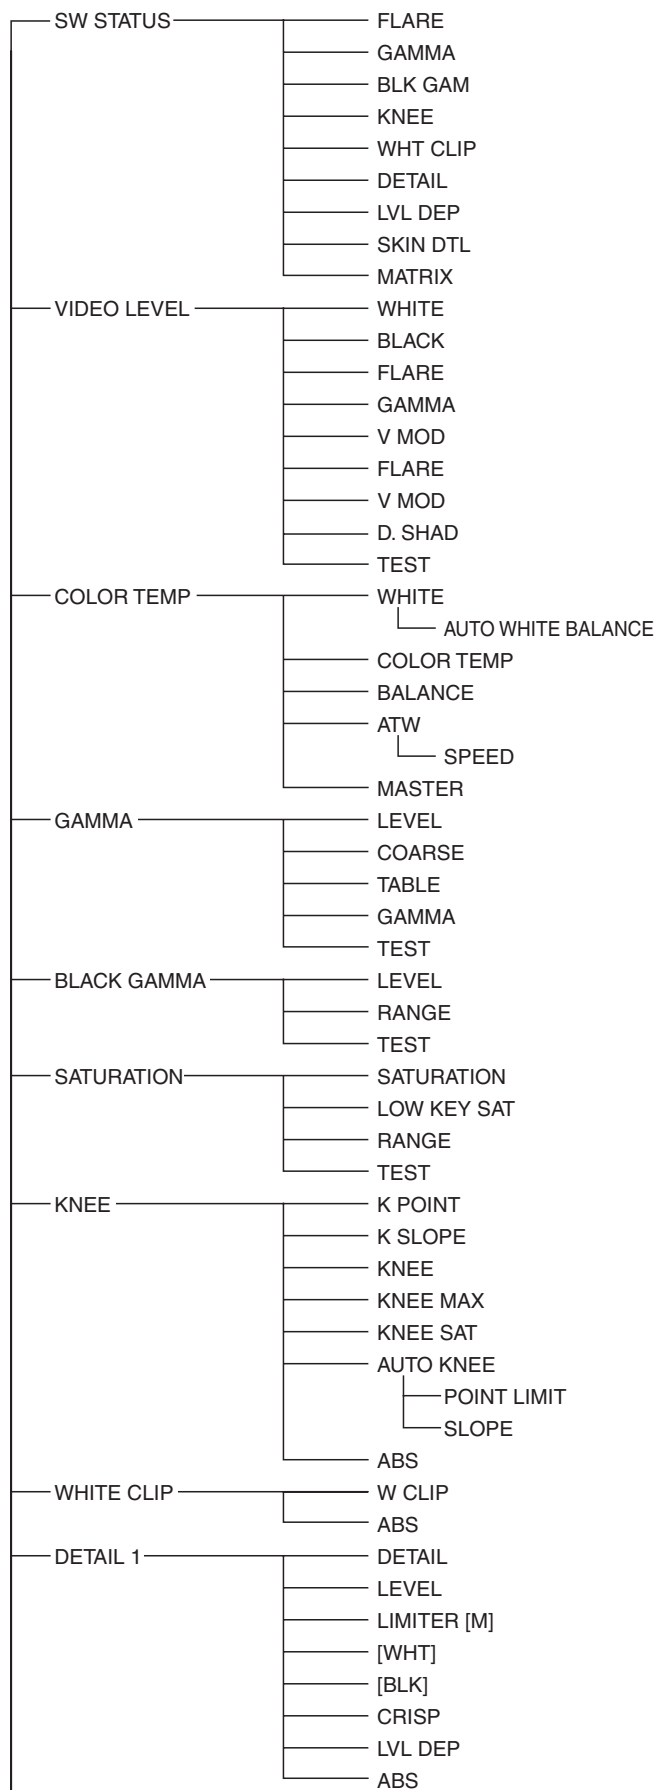 SW STATUS FLARE
GAMMA
BLK GAM
KNEE
WHT CLIP
DETAIL
LVL DEP
SKIN DTL
MATRIX
VIDEO LEVEL WHITE
BLACK
FLARE
GAMMA
V MOD
FLARE
V MOD
D. SHAD
TEST
COLOR TEMP WHITE
AUTO WHITE BALANCE
COLOR TEMP
BALANCE
ATW
SPEED
MASTER
GAMMA LEVEL
COARSE
TABLE
GAMMA
TEST
BLACK GAMMA LEVEL
RANGE
TEST
SATURATION SATURATION
LOW KEY SAT
RANGE
TEST
KNEE K POINT
K SLOPE
KNEE
KNEE MAX
KNEE SAT
AUTO KNEE
POINT LIMIT
SLOPE
ABS
WHITE CLIP W CLIP
ABS
DETAIL 1 DETAIL
LEVEL
LIMITER [M]
[WHT]
[BLK]
CRISP
LVL DEP
ABS